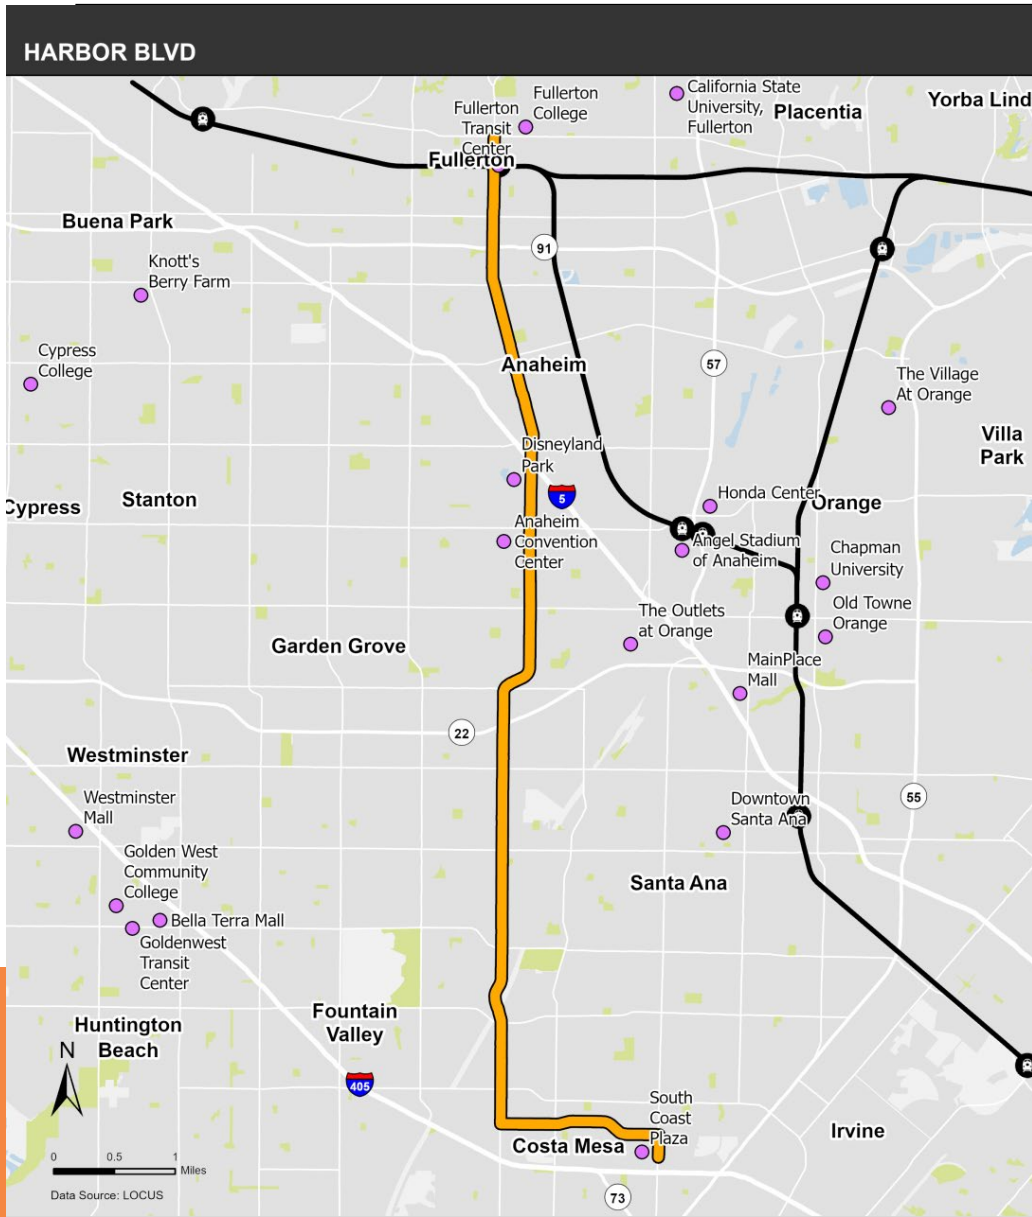 HARBOR BLVD
Fullerton
College
Fullerton
Transit
Center
California State
University,
Fullerton
Placentia
Yorba Lind
Fullerton
Buena Park
91
Knott's
Berry Farm
Cypress
College
Anaheim
57
The Village
At Orange
Villa
Park
Disneyland
Park
Cypress
Stanton
5
Honda Center
Orange
Anaheim
Convention
Center
Angel Stadium
of Anaheim
Chapman
University
The Outlets
at Orange
Old Towne
Orange
Garden Grove
MainPlace
Mall
22
Westminster
Westminster
Mall
Downtown
Santa Ana
55
Golden West
Community
College
Santa Ana
Bella Terra Mall
Goldenwest
Transit
Center
Fountain
Valley
Huntington
Beach
N
405
South
Coast
Plaza
Costa Mesa
Irvine
0 0.5 1
Miles
73
Data Source: LOCUS